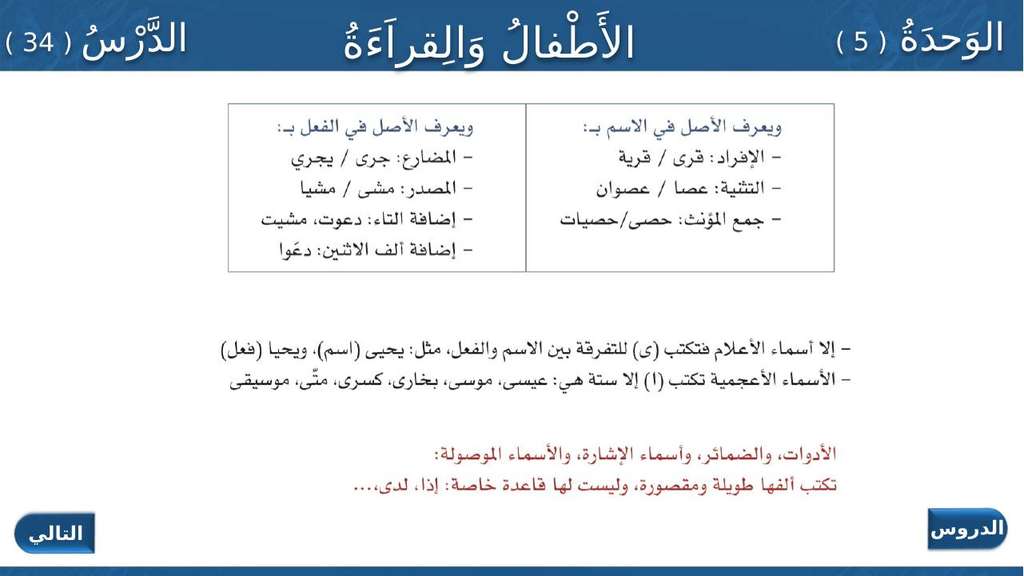 الوَحدَةُ ( 5 )
الأَطْفالُ وَالِقراَءَةُ
الدَّرْسُ ( 34 )
ويعرف الأصل في الاسم بـ:
– الإفراد: قرى / قرية
– التثنية: عصا / عصوان
– جمع المؤنث: حصى/حصيات
ويعرف الأصل في الفعل بـ:
– المضارع: جرى / يجري
– المصدر: مشى / مشيا
– إضافة التاء: دعوت، مشيت
– إضافة ألف الاثنين: دعَوا
– إلا أسماء الأعلام فتكتب (ى) للتفرقة بين الاسم والفعل، مثل: يحيى (اسم)، ويحيا (فعل)
– الأسماء الأعجمية تكتب (ا) إلا ستة هي: عيسى، موسى، بخارى، كسرى، متّى، موسيقى
الأدوات، والضمائر، وأسماء الإشارة، والأسماء الموصولة:
تكتب ألفها طويلة ومقصورة، وليست لها قاعدة خاصة: إذا، لدى،...
الدروس
التالي